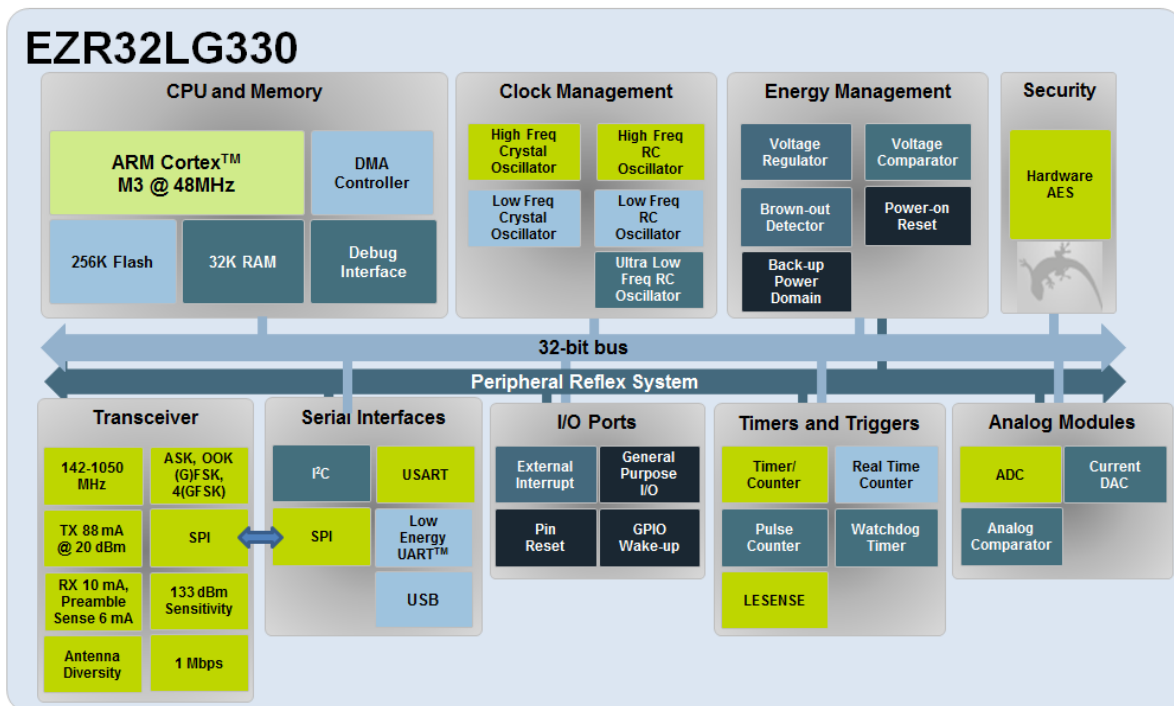 EZR32LG330
CPU and Memory
ARM Cortex™
M3 @ 48MHz
DMA
Controller
256K Flash
32K RAM
Debug
Interface
Clock Management
High Freq
Crystal
Oscillator
High Freq
RC
Oscillator
Low Freq
Crystal
Oscillator
Low Freq
RC
Oscillator
Ultra Low
Freq RC
Oscillator
Energy Management
Voltage
Regulator
Voltage
Comparator
Brown-out
Detector
Power-on
Reset
Back-up
Power
Domain
Security
Hardware
AES
32-bit bus
Peripheral Reflex System
Transceiver
142-1050
MHz
ASK, OOK
(G)FSK,
4(GFSK)
TX 88 mA
@ 20 dBm
SPI
RX 10 mA,
Preamble
Sense 6 mA
133 dBm
Sensitivity
Antenna
Diversity
1 Mbps
Serial Interfaces
I²C
USART
SPI
Low
Energy
UART™
USB
I/O Ports
External
Interrupt
General
Purpose
I/O
Pin
Reset
GPIO
Wake-up
Timers and Triggers
Timer/
Counter
Real Time
Counter
Pulse
Counter
Watchdog
Timer
LESENSE
Analog Modules
ADC
Current
DAC
Analog
Comparator